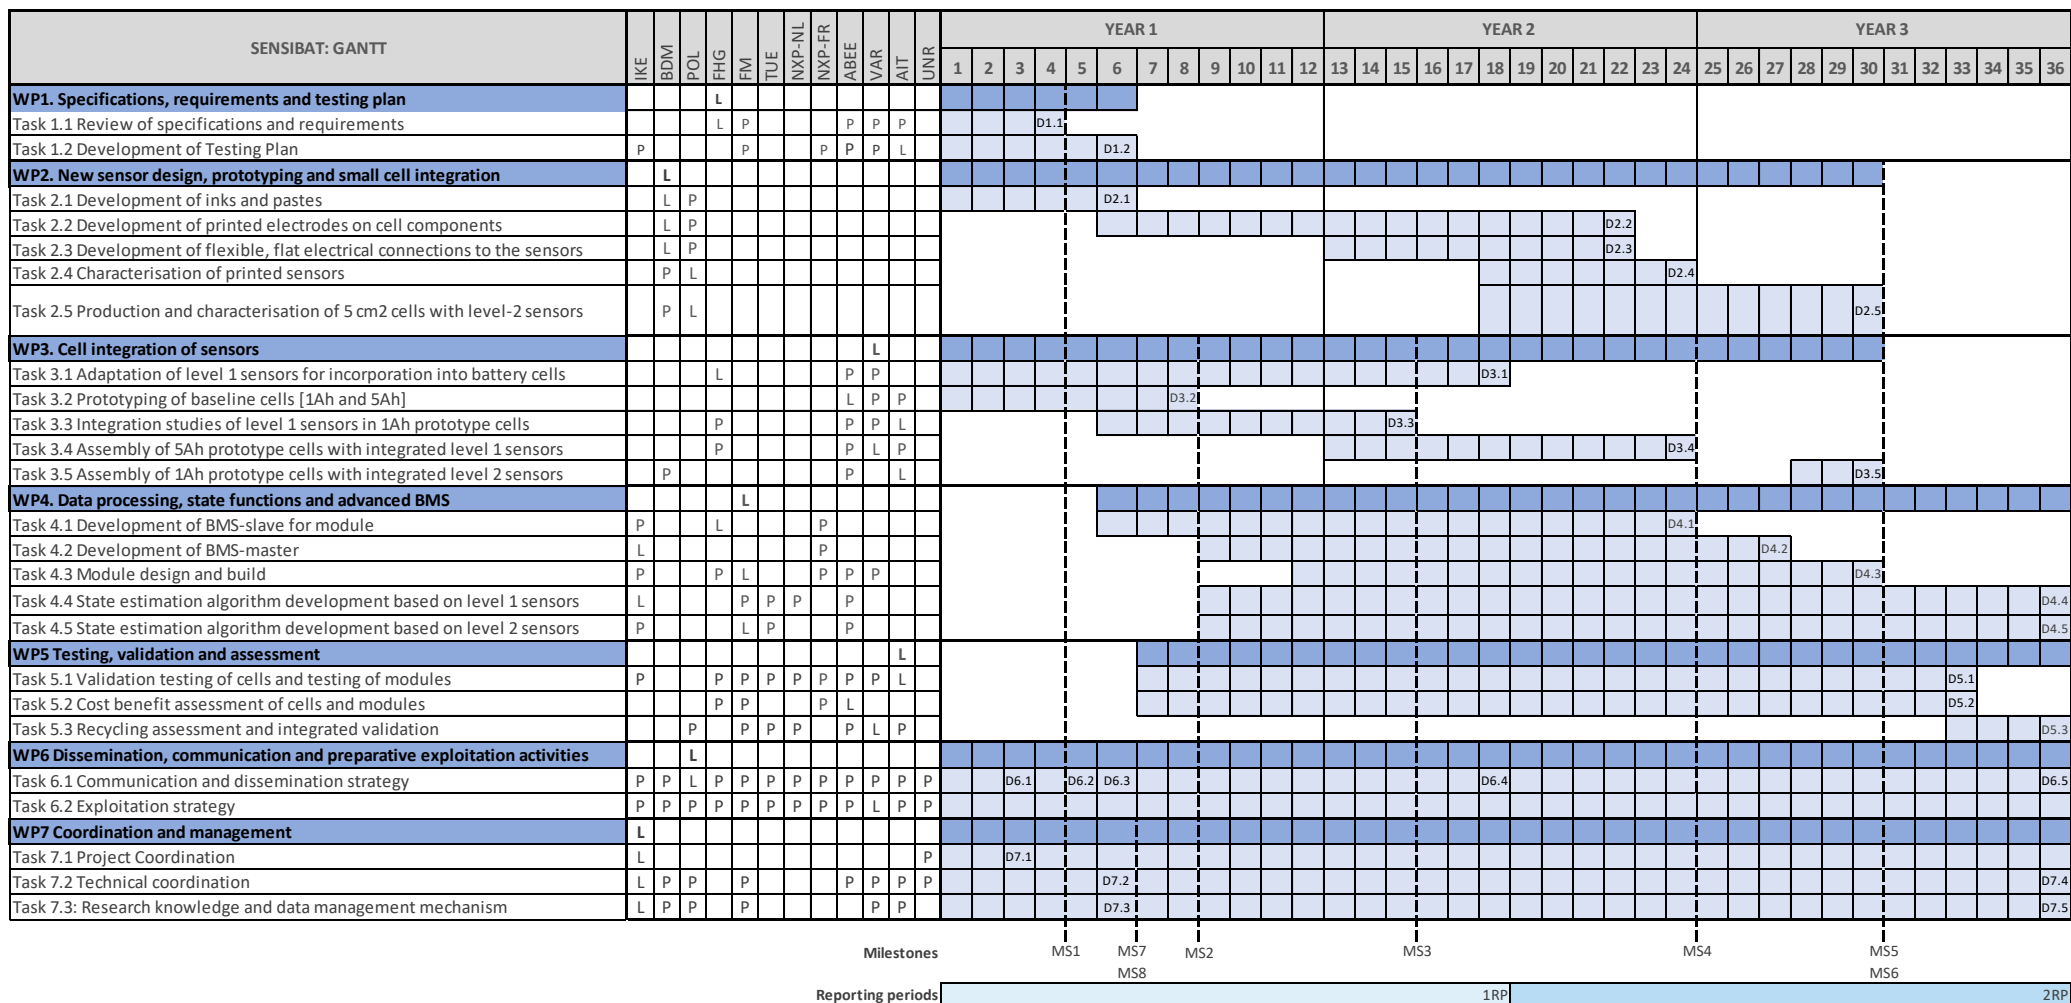 SENSIBAT: GANTT IKE BDM POL FHG FM TUE NXP-NL NXP-FR ABEE VAR AIT UNR YEAR 1 YEAR 2 YEAR 3
1 2 3 4 5 6 7 8 9 10 11 12 13 14 15 16 17 18 19 20 21 22 23 24 25 26 27 28 29 30 31 32 33 34 35 36
WP1. Specifications, requirements and testing plan L
Task 1.1 Review of specifications and requirements L P P P P D1.1
Task 1.2 Development of Testing Plan P P P P P L D1.2
WP2. New sensor design, prototyping and small cell integration L
Task 2.1 Development of inks and pastes L P D2.1
Task 2.2 Development of printed electrodes on cell components L P D2.2
Task 2.3 Development of flexible, flat electrical connections to the sensors L P D2.3
Task 2.4 Characterisation of printed sensors P L D2.4
Task 2.5 Production and characterisation of 5 cm2 cells with level-2 sensors P L D2.5
WP3. Cell integration of sensors L
Task 3.1 Adaptation of level 1 sensors for incorporation into battery cells L P P D3.1
Task 3.2 Prototyping of baseline cells [1Ah and 5Ah] L P P D3.2
Task 3.3 Integration studies of level 1 sensors in 1Ah prototype cells P P P L D3.3
Task 3.4 Assembly of 5Ah prototype cells with integrated level 1 sensors P P L P D3.4
Task 3.5 Assembly of 1Ah prototype cells with integrated level 2 sensors P P L D3.5
WP4. Data processing, state functions and advanced BMS L
Task 4.1 Development of BMS-slave for module P L P D4.1
Task 4.2 Development of BMS-master L P D4.2
Task 4.3 Module design and build P P L P P P D4.3
Task 4.4 State estimation algorithm development based on level 1 sensors L P P P P D4.4
Task 4.5 State estimation algorithm development based on level 2 sensors P L P P D4.5
WP5 Testing, validation and assessment L
Task 5.1 Validation testing of cells and testing of modules P P P P P P P P L D5.1
Task 5.2 Cost benefit assessment of cells and modules P P P L D5.2
Task 5.3 Recycling assessment and integrated validation P P P P P L P D5.3
WP6 Dissemination, communication and preparative exploitation activities L
Task 6.1 Communication and dissemination strategy P P L P P P P P P P P P D6.1 D6.2 D6.3 D6.4 D6.5
Task 6.2 Exploitation strategy P P P P P P P P P L P P
WP7 Coordination and management L
Task 7.1 Project Coordination L P D7.1
Task 7.2 Technical coordination L P P P P P P P D7.2 D7.4
Task 7.3: Research knowledge and data management mechanism L P P P P P D7.3 D7.5
Milestones MS1 MS7 MS2 MS3 MS4 MS5
MS8 MS6
Reporting periods 1RP 2RP